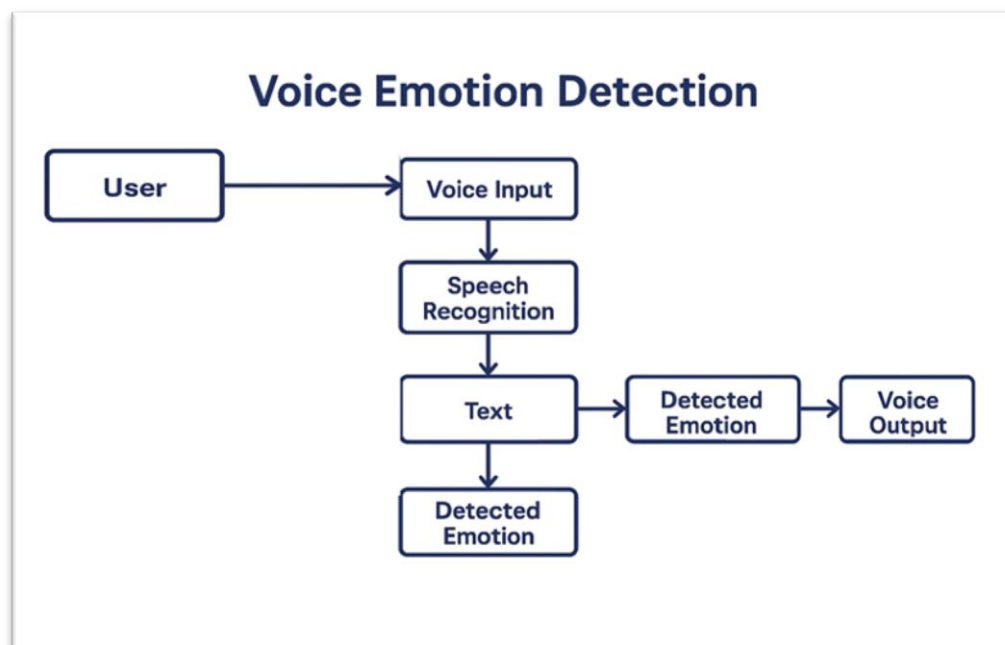 Voice Emotion Detection
User
Voice Input
Speech
Recognition
Text
Detected
Emotion
Voice
Output
Detected
Emotion